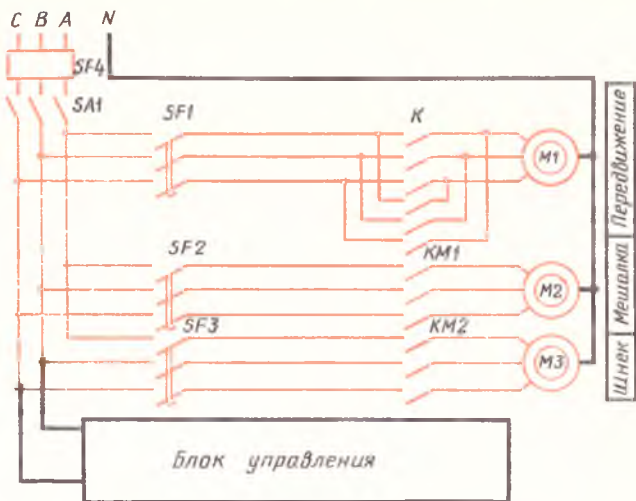 C B A N
SF4
SA1
SF1
K
M1
Передвижение
SF2
KM1
M2
Мешалка
SF3
KM2
M3
Шнек
Блок управления